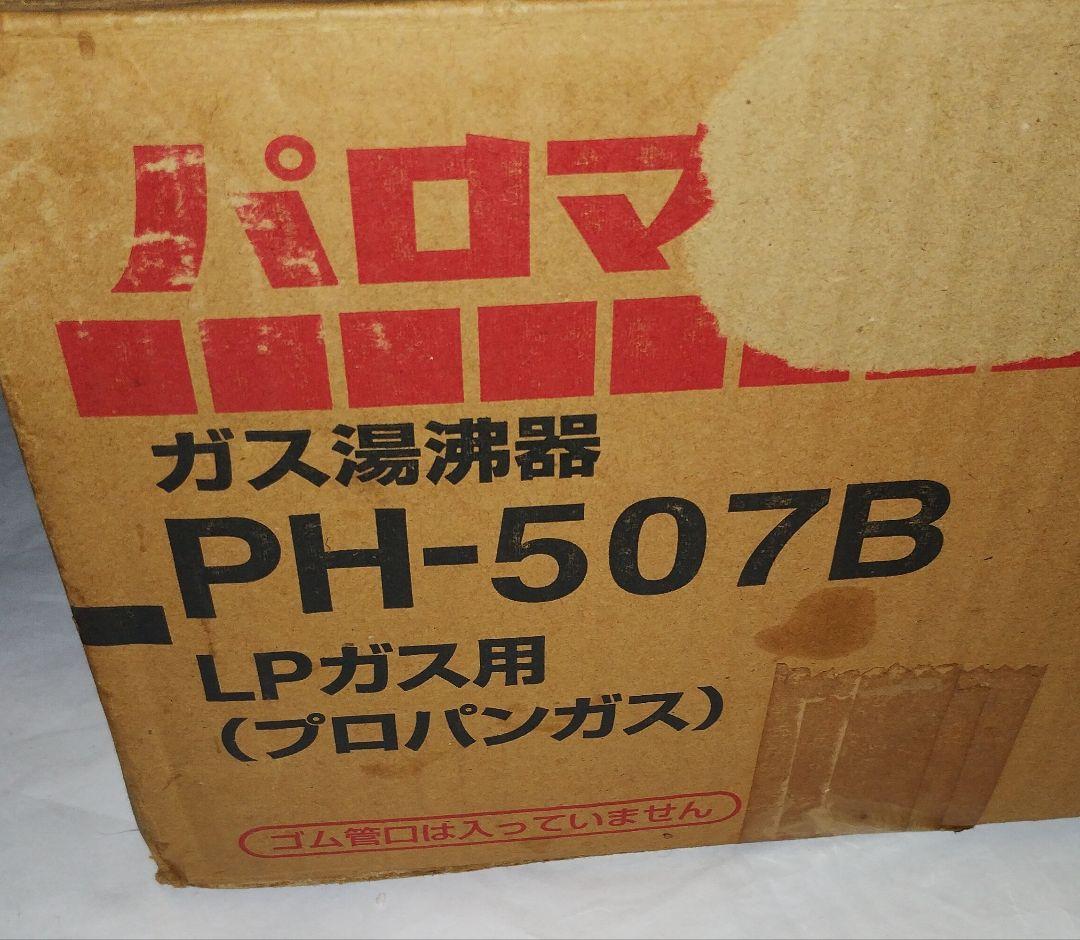 パロマ
ガス湯沸器
PH-507B
LPガス用
(プロパンガス)
ゴム管口は入っていません